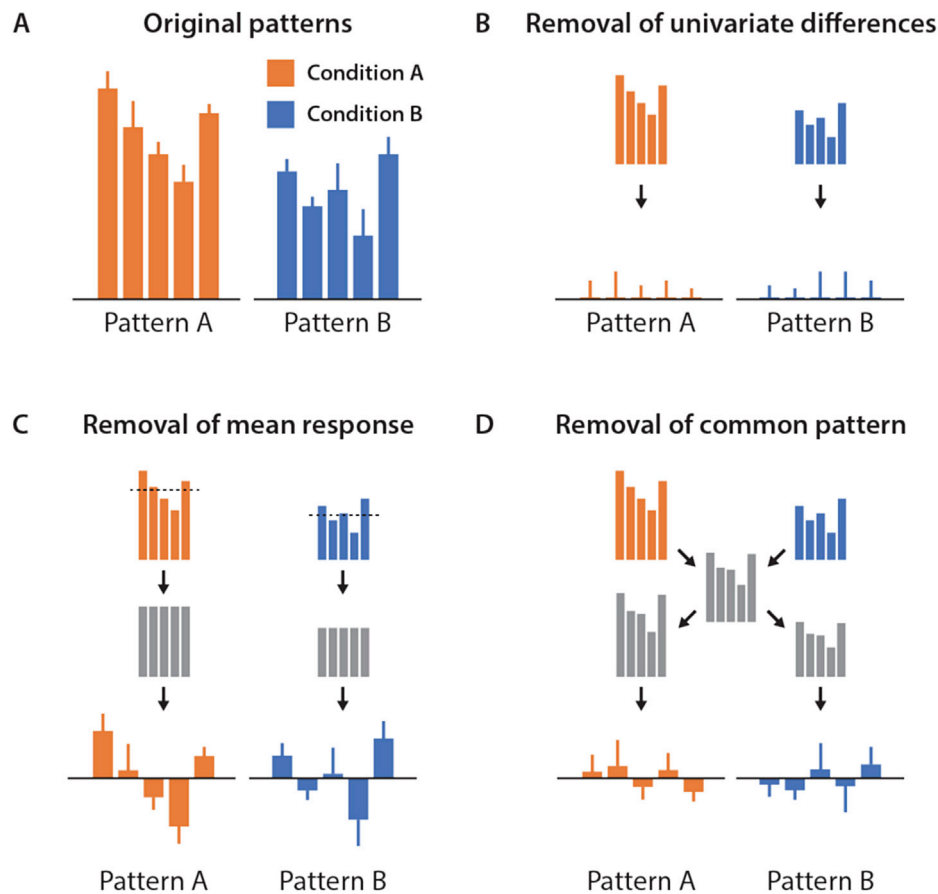 A Original patterns
Condition A
Condition B
Pattern A Pattern B
B Removal of univariate differences
Pattern A Pattern B
C Removal of mean response
Pattern A Pattern B
D Removal of common pattern
Pattern A Pattern B